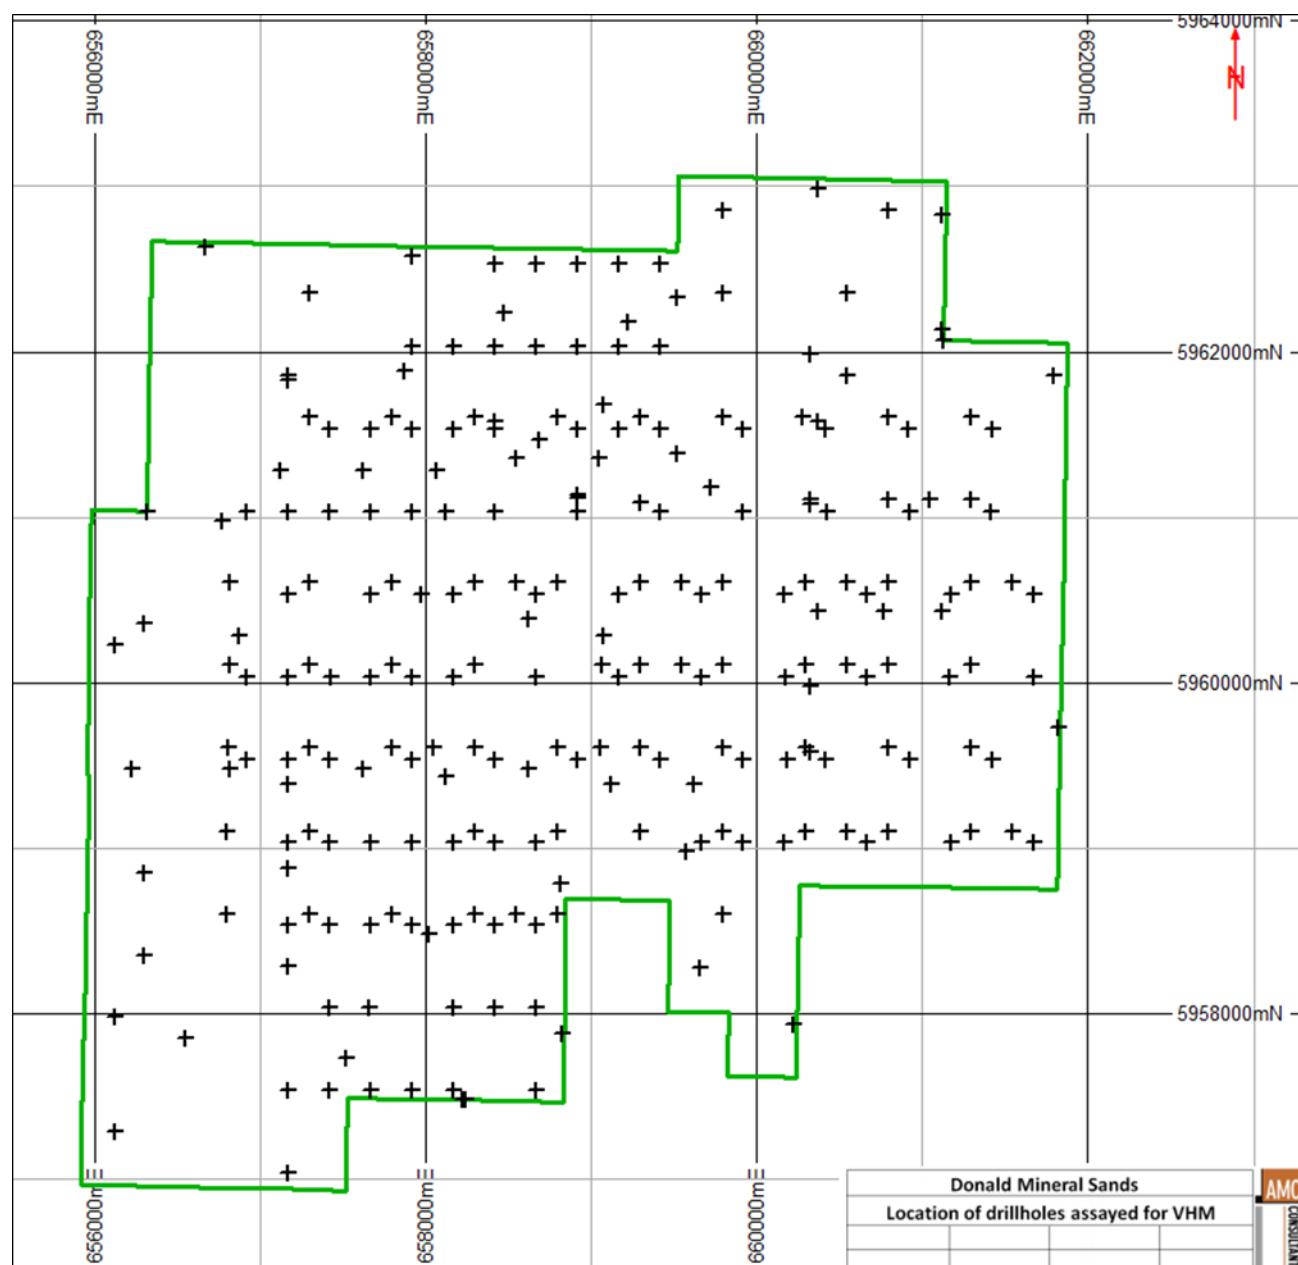 5964000mN
656000mE
658000mE
660000mE
662000mE
N
5962000mN
5960000mN
5958000mN
656000mE
658000mE
660000mE
Donald Mineral Sands
Location of drillholes assayed for VHM
AMC
CONSULTANT